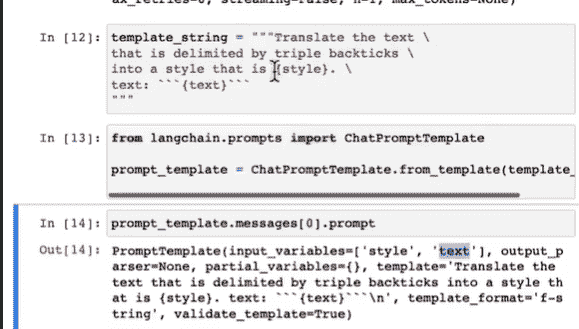 ax_retries=6, streaming=False, n=1, max_tokens=None)
In [12]: template_string = """Translate the text \
that is delimited by triple backticks \
into a style that is {style}. \
text: ```{text}```
"""
In [13]: from langchain.prompts import ChatPromptTemplate
prompt_template = ChatPromptTemplate.from_template(template_
In [14]: prompt_template.messages[0].prompt
Out[14]: PromptTemplate(input_variables=['style', 'text'], output_p
arser=None, partial_variables={}, template='Translate the
text that is delimited by triple backticks into a style th
at is {style}. text: ```{text}```\n', template_format='f-s
tring', validate_template=True)